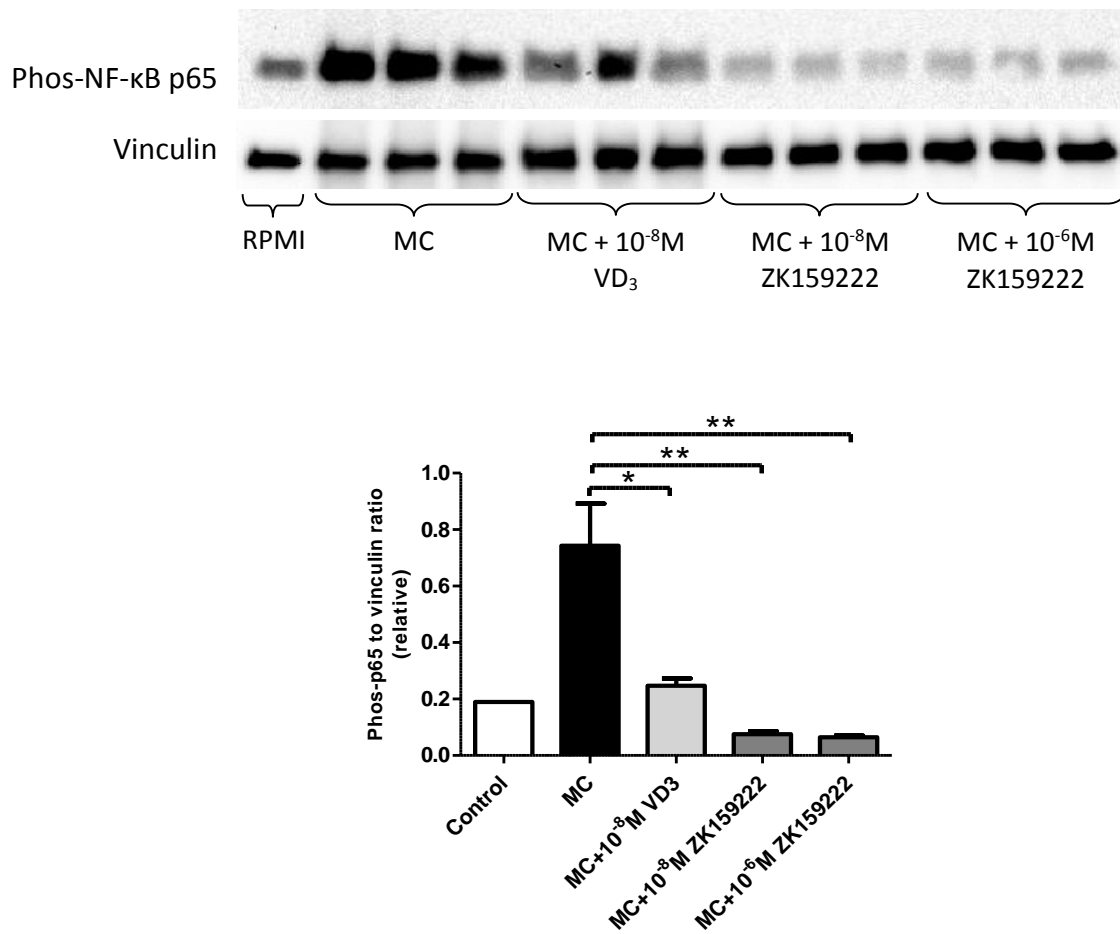 Phos-NF-κB p65
Vinculin
RPMI
MC
MC + 10⁻⁸M
VD₃
MC + 10⁻⁸M
ZK159222
MC + 10⁻⁶M
ZK159222
**
**
*
1.0
0.8
0.6
0.4
0.2
0.0
Phos-p65 to vinculin ratio
(relative)
Control
MC
MC+10⁻⁸M VD3
MC+10⁻⁸M ZK159222
MC+10⁻⁶M ZK159222